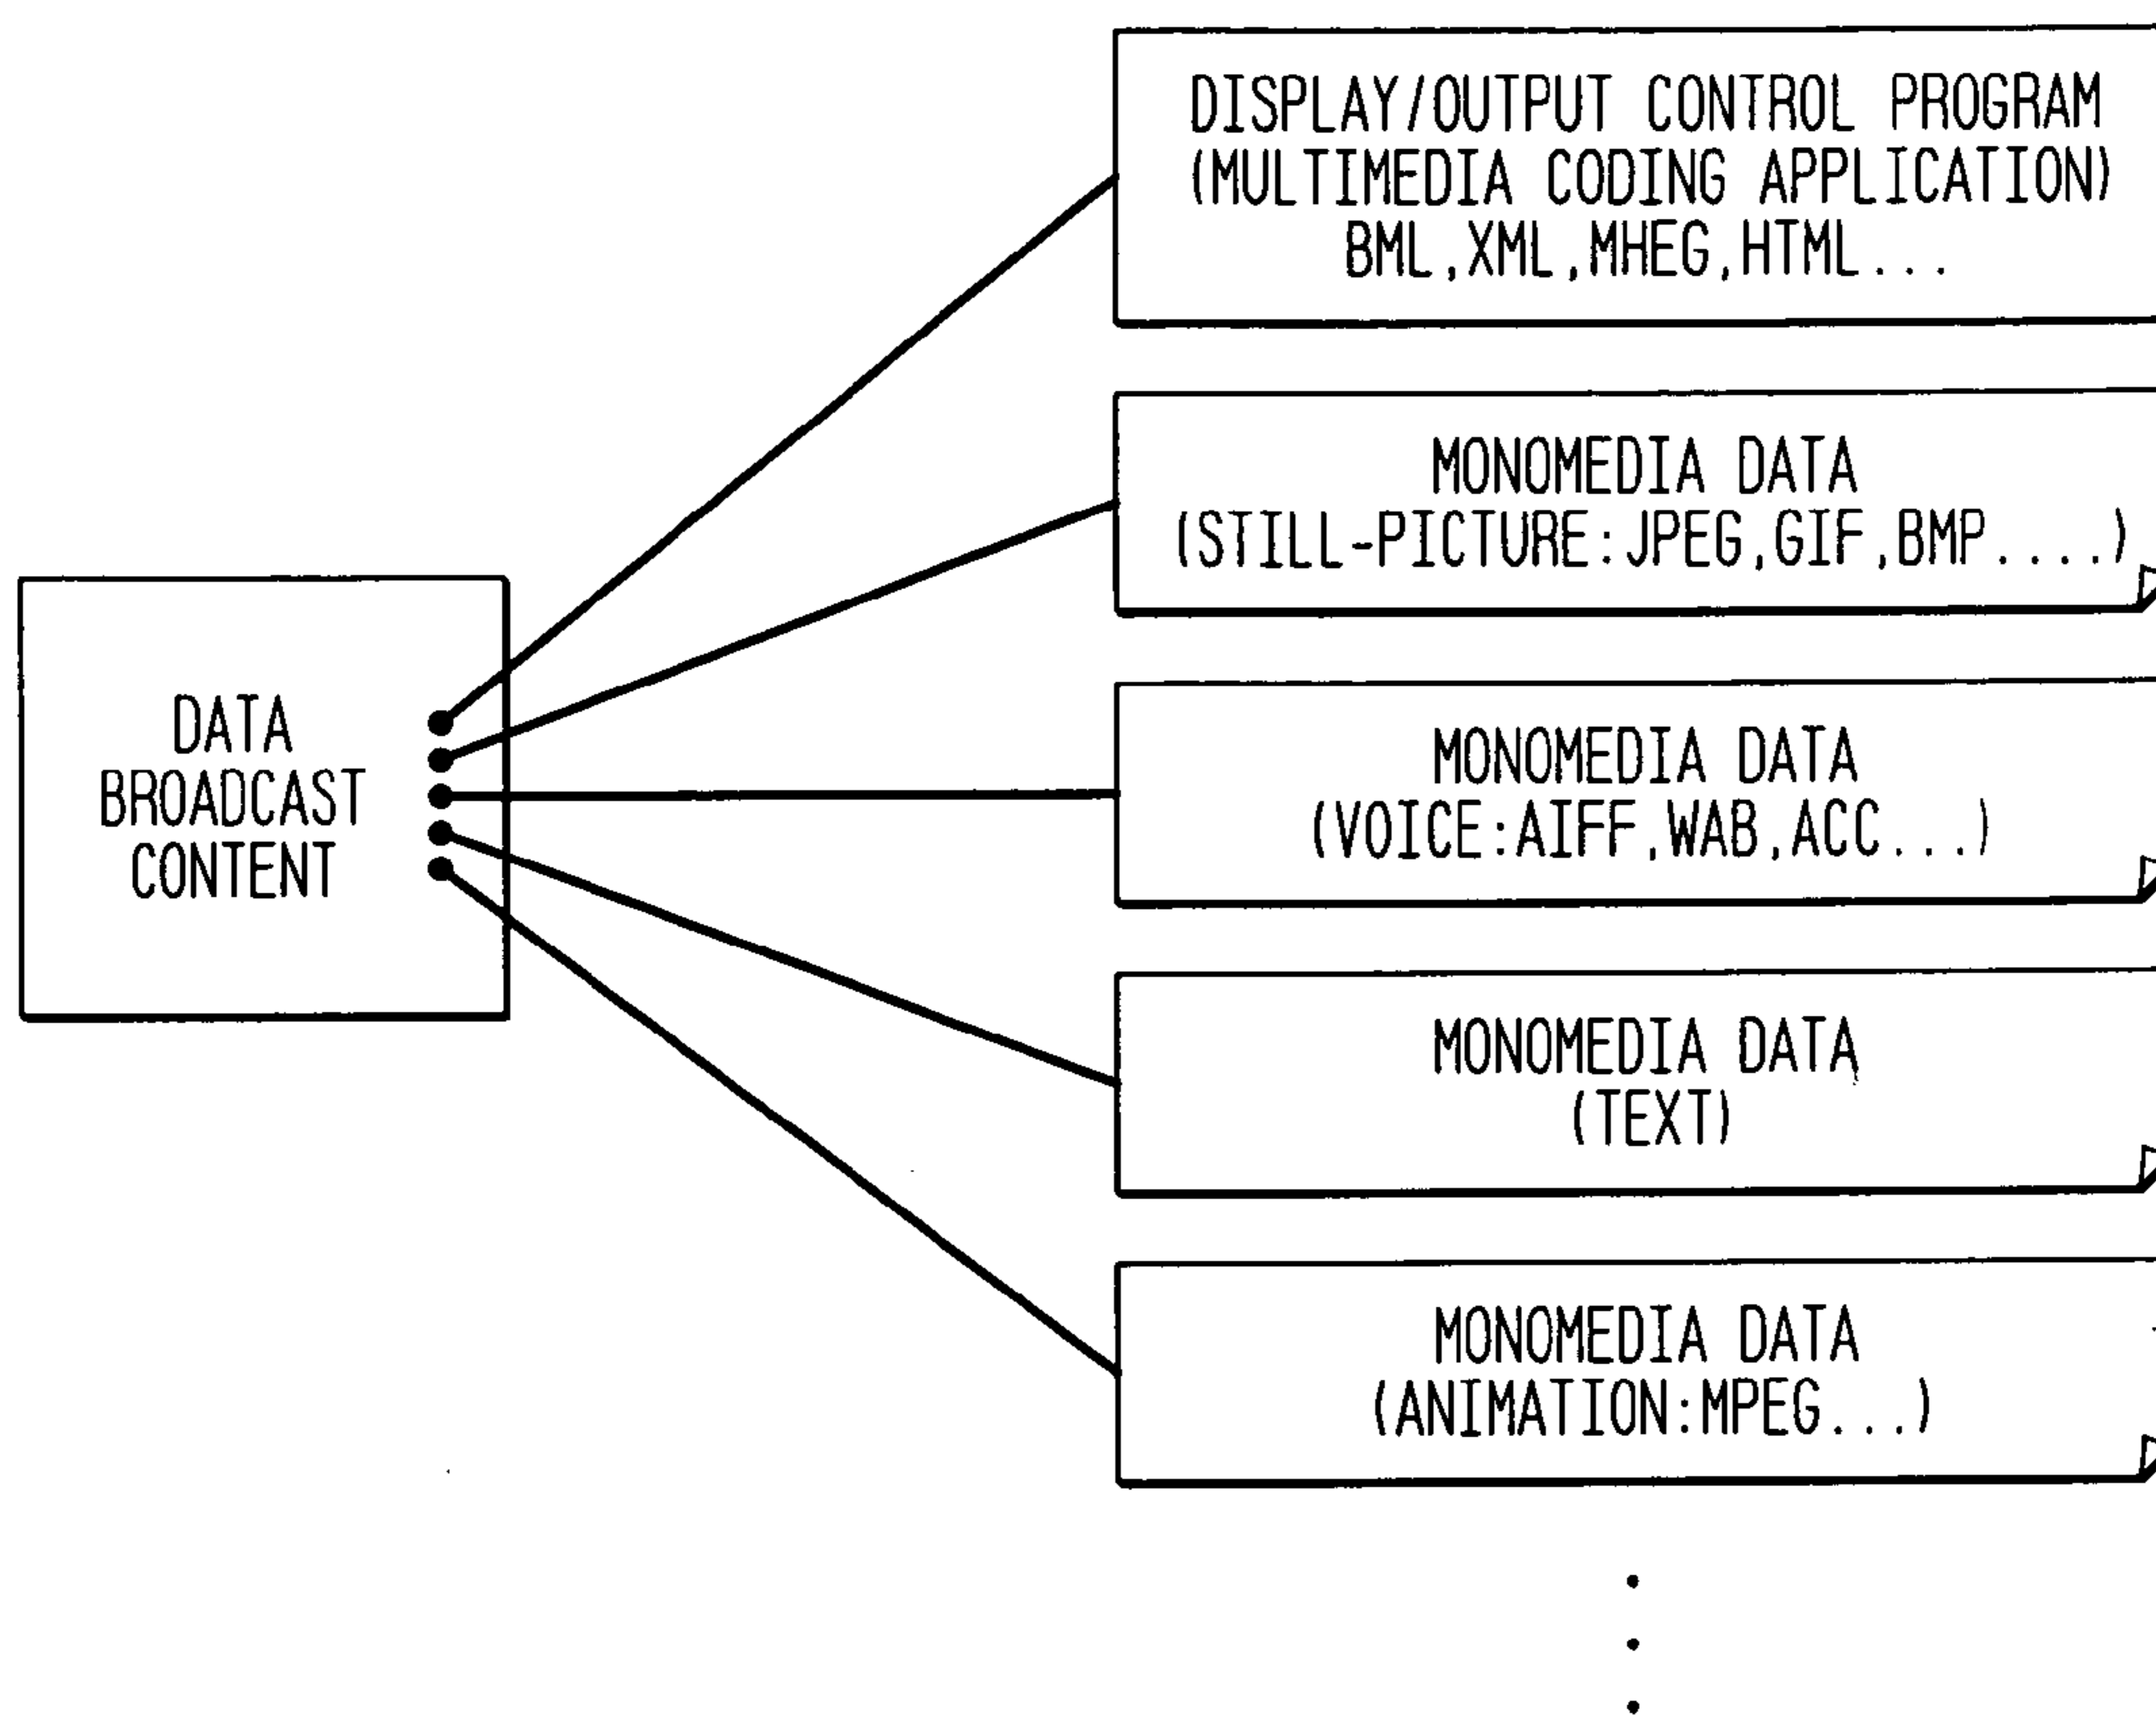 DISPLAY/OUTPUT CONTROL PROGRAM
(MULTIMEDIA CODING APPLICATION)
BML,XML,MHEG,HTML...
MONOMEDIA DATA
(STILL-PICTURE:JPEG,GIF,BMP....)
DATA
BROADCAST
CONTENT
MONOMEDIA DATA
(VOICE:AIFF,WAB,ACC...)
MONOMEDIA DATA
(TEXT)
MONOMEDIA DATA
(ANIMATION:MPEG...)